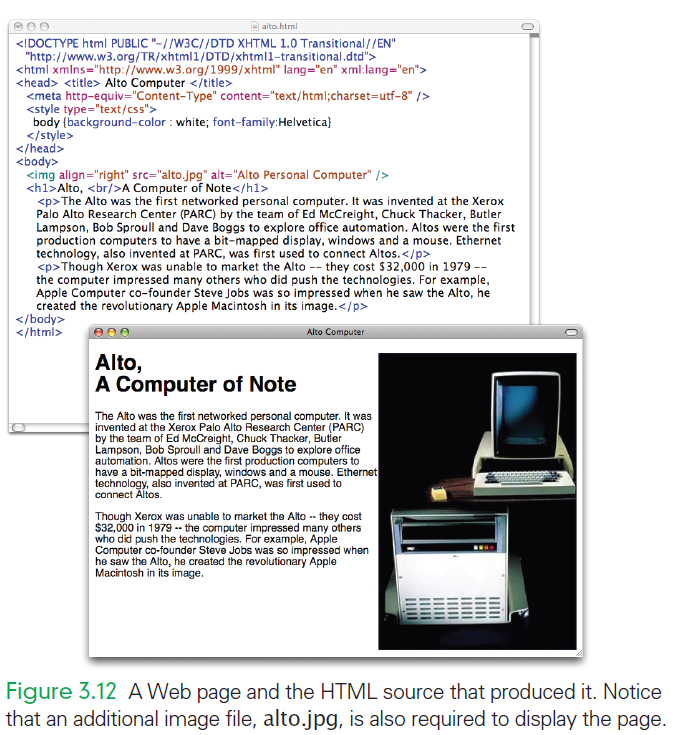 alto.html
<!DOCTYPE html PUBLIC "-//W3C//DTD XHTML 1.0 Transitional//EN"
"http://www.w3.org/TR/xhtml1/DTD/xhtml1-transitional.dtd">
<html xmlns="http://www.w3.org/1999/xhtml" lang="en" xml:lang="en">
<head> <title> Alto Computer </title>
<meta http-equiv="Content-Type" content="text/html;charset=utf-8" />
<style type="text/css">
body {background-color : white; font-family:Helvetica}
</style>
</head>
<body>
<img align="right" src="alto.jpg" alt="Alto Personal Computer" />
<h1>Alto, <br/>A Computer of Note</h1>
<p>The Alto was the first networked personal computer. It was invented at the Xerox
Palo Alto Research Center (PARC) by the team of Ed McCreight, Chuck Thacker, Butler
Lampson, Bob Sproull and Dave Boggs to explore office automation. Altos were the first
production computers to have a bit-mapped display, windows and a mouse. Ethernet
technology, also invented at PARC, was first used to connect Altos.</p>
<p>Though Xerox was unable to market the Alto -- they cost $32,000 in 1979 --
the computer impressed many others who did push the technologies. For example,
Apple Computer co-founder Steve Jobs was so impressed when he saw the Alto, he
created the revolutionary Apple Macintosh in its image.</p>
</body>
</html>
Alto Computer
Alto,
A Computer of Note
The Alto was the first networked personal computer. It was
invented at the Xerox Palo Alto Research Center (PARC)
by the team of Ed McCreight, Chuck Thacker, Butler
Lampson, Bob Sproull and Dave Boggs to explore office
automation. Altos were the first production computers to
have a bit-mapped display, windows and a mouse. Ethernet
technology, also invented at PARC, was first used to
connect Altos.
Though Xerox was unable to market the Alto -- they cost
$32,000 in 1979 -- the computer impressed many others
who did push the technologies. For example, Apple
Computer co-founder Steve Jobs was so impressed when
he saw the Alto, he created the revolutionary Apple
Macintosh in its image.
Figure 3.12 A Web page and the HTML source that produced it. Notice
that an additional image file, alto.jpg, is also required to display the page.